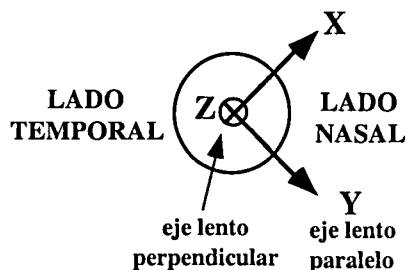 X
LADO
TEMPORAL
Z
LADO
NASAL
Y
eje lento
perpendicular
eje lento
paralelo